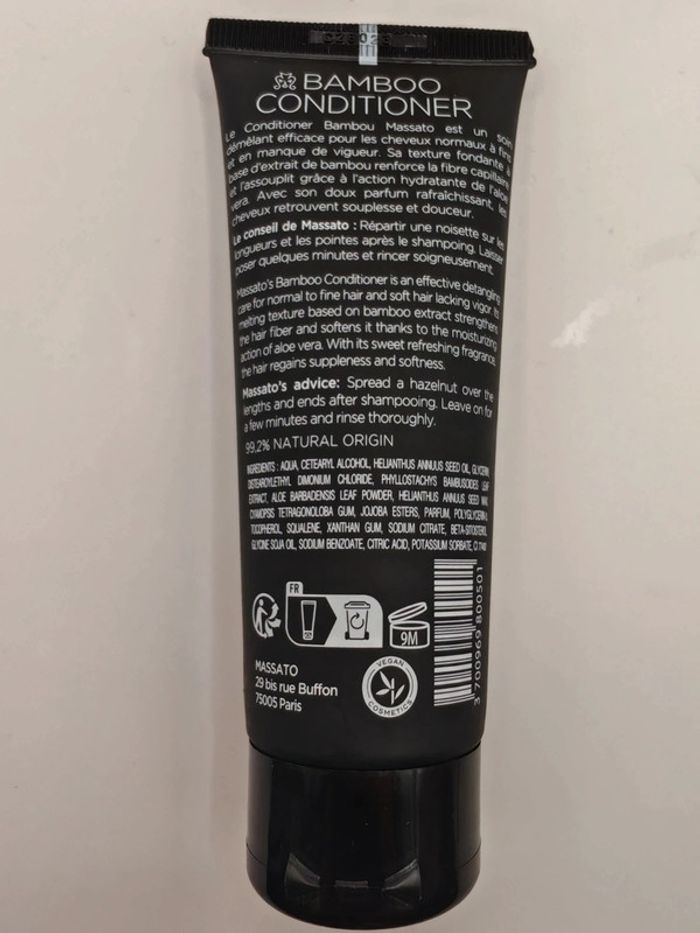 BAMBOO
CONDITIONER
Le Conditioner Bambou Massato est un soin
démêlant efficace pour les cheveux normaux à fins
et en manque de vigueur. Sa texture fondante à
base d'extrait de bambou renforce la fibre capillaire
et l'assouplit grâce à l'action hydratante de l'aloe
vera. Avec son doux parfum rafraîchissant, les
cheveux retrouvent souplesse et douceur.
Le conseil de Massato : Répartir une noisette sur les
longueurs et les pointes après le shampoing. Laisser
poser quelques minutes et rincer soigneusement.
Massato's Bamboo Conditioner is an effective detangling
care for normal to fine hair and soft hair lacking vigor. Its
melting texture based on bamboo extract strengthens
the hair fiber and softens it thanks to the moisturizing
action of aloe vera. With its sweet refreshing fragrance,
the hair regains suppleness and softness.
Massato's advice: Spread a hazelnut over the
lengths and ends after shampooing. Leave on for
a few minutes and rinse thoroughly.
99,2% NATURAL ORIGIN
INGREDIENTS : AQUA, CETEARYL ALCOHOL, HELIANTHUS ANNUUS SEED OIL, GLYCERIN,
DISTEAROYLETHYL DIMONIUM CHLORIDE, PHYLLOSTACHYS BAMBUSOIDES LEAF
EXTRACT, ALOE BARBADENSIS LEAF POWDER, HELIANTHUS ANNUUS SEED WAX,
CYAMOPSIS TETRAGONOLOBA GUM, JOJOBA ESTERS, PARFUM,
TOCOPHEROL, SQUALENE, XANTHAN GUM, SODIUM CITRATE, BETA-SITOSTEROL,
GLYCINE SOJA OIL, SODIUM BENZOATE, CITRIC ACID, POTASSIUM SORBATE,
FR
9M
MASSATO
29 bis rue Buffon
75005 Paris
VEGAN
COSMETICS
3 700969 800501